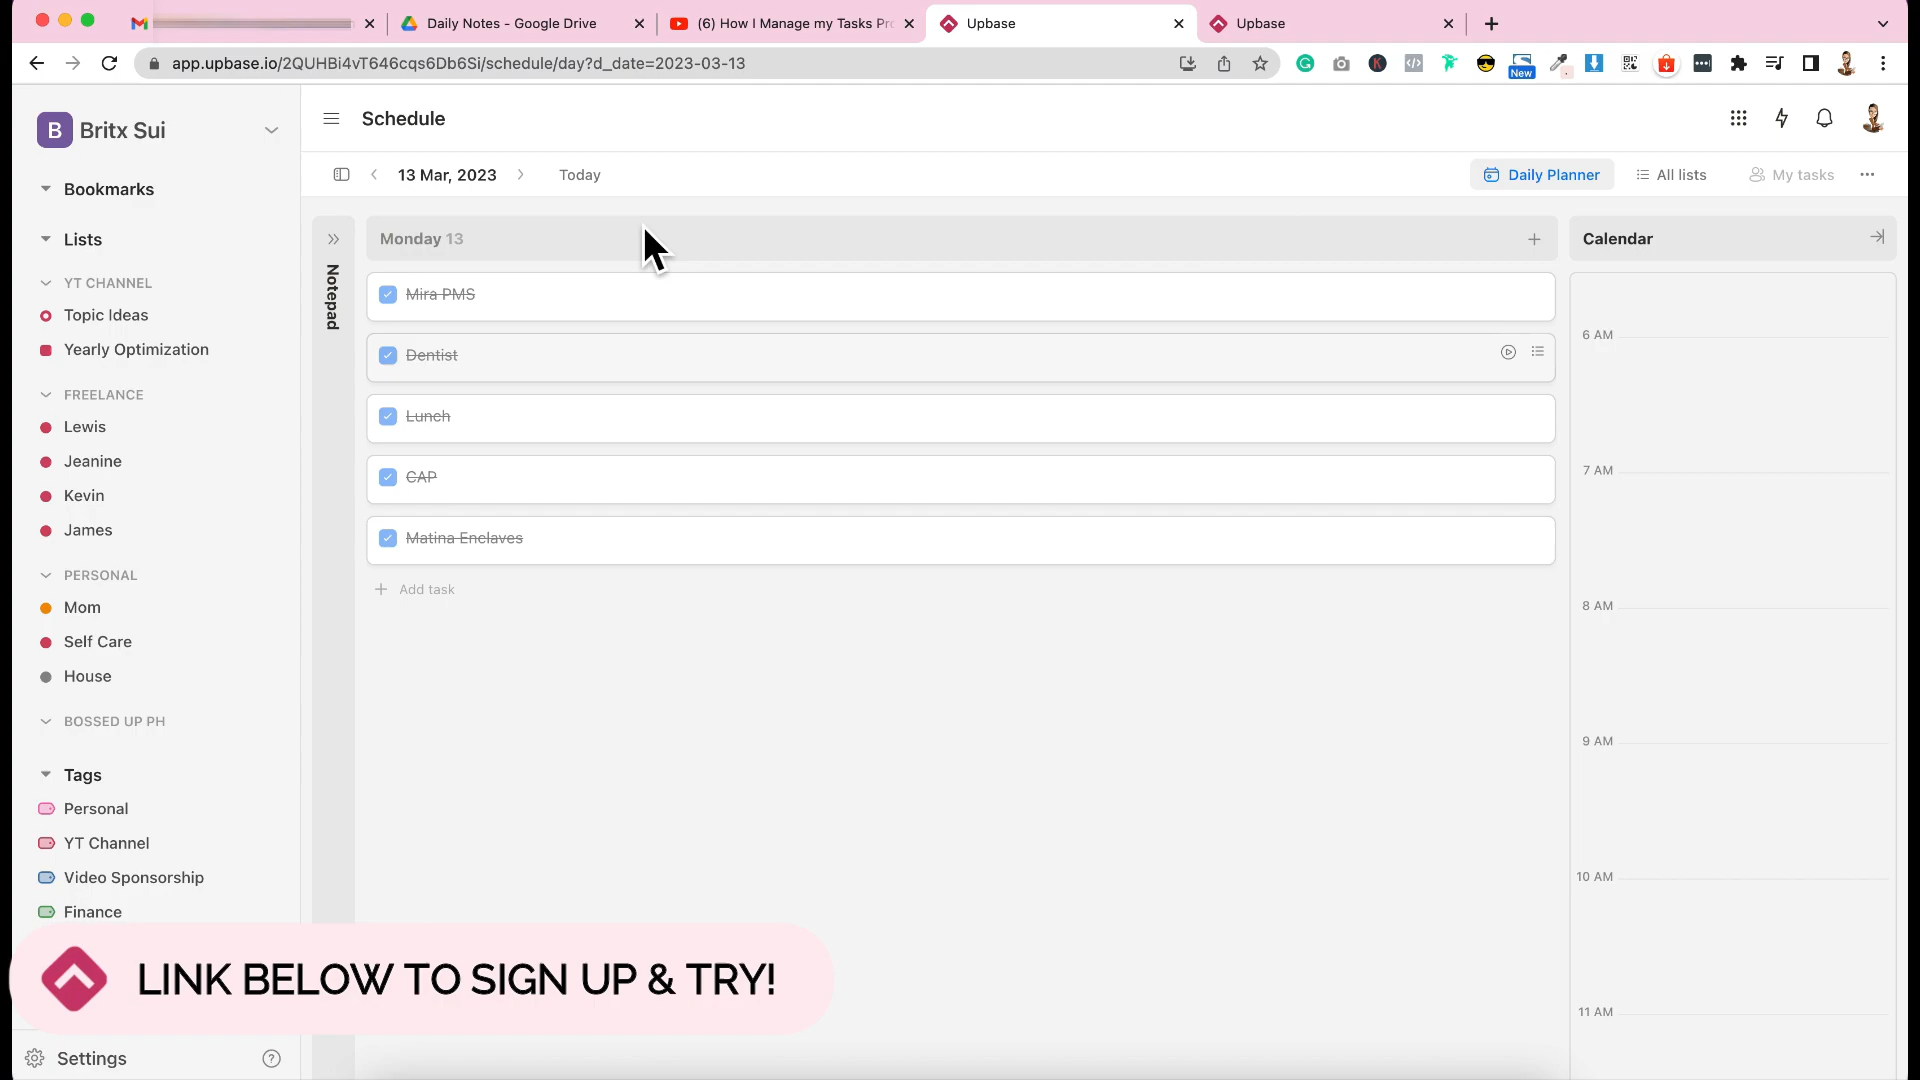 Daily Notes - Google Drive
(6) How I Manage my Tasks Pr
Upbase
Upbase
app.upbase.io/2QUHBi4vT646cqs6Db6Si/schedule/day?d_date=2023-03-13
K
New
B Britx Sui
Schedule
13 Mar, 2023
Today
Daily Planner
All lists
My tasks
Bookmarks
Lists
YT CHANNEL
Topic Ideas
Yearly Optimization
FREELANCE
Lewis
Jeanine
Kevin
James
PERSONAL
Mom
Self Care
House
BOSSED UP PH
Tags
Personal
YT Channel
Video Sponsorship
Finance
Settings
Notepad
Monday 13
Mira PMS
Dentist
Lunch
CAP
Matina Enclaves
Add task
Calendar
6 AM
7 AM
8 AM
9 AM
10 AM
11 AM
LINK BELOW TO SIGN UP & TRY!